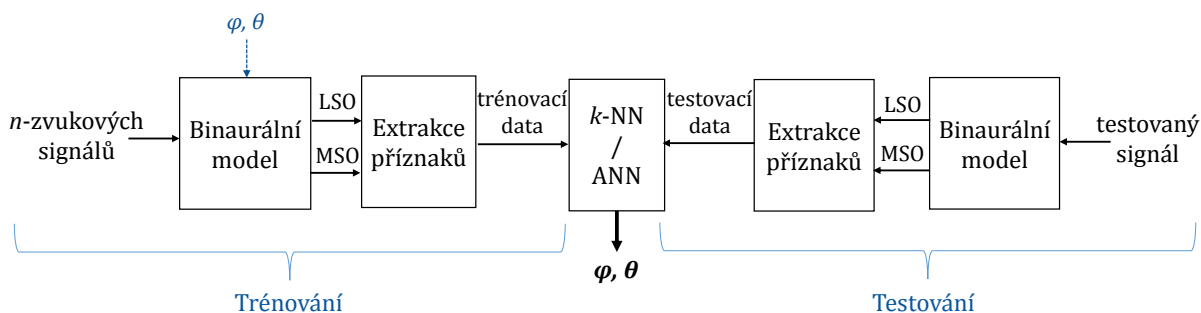 φ, θ
n-zvukových
signálů
Binaurální
model
LSO
MSO
Extrakce
příznaků
trénovací
data
k-NN
/
ANN
testovací
data
Extrakce
příznaků
LSO
MSO
Binaurální
model
testovaný
signál
φ, θ
Trénování
Testování